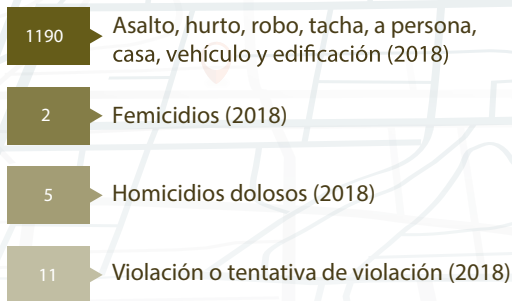 1190
Asalto, hurto, robo, tacha, a persona,
casa, vehículo y edificación (2018)
2
Femicidios (2018)
5
Homicidios dolosos (2018)
11
Violación o tentativa de violación (2018)